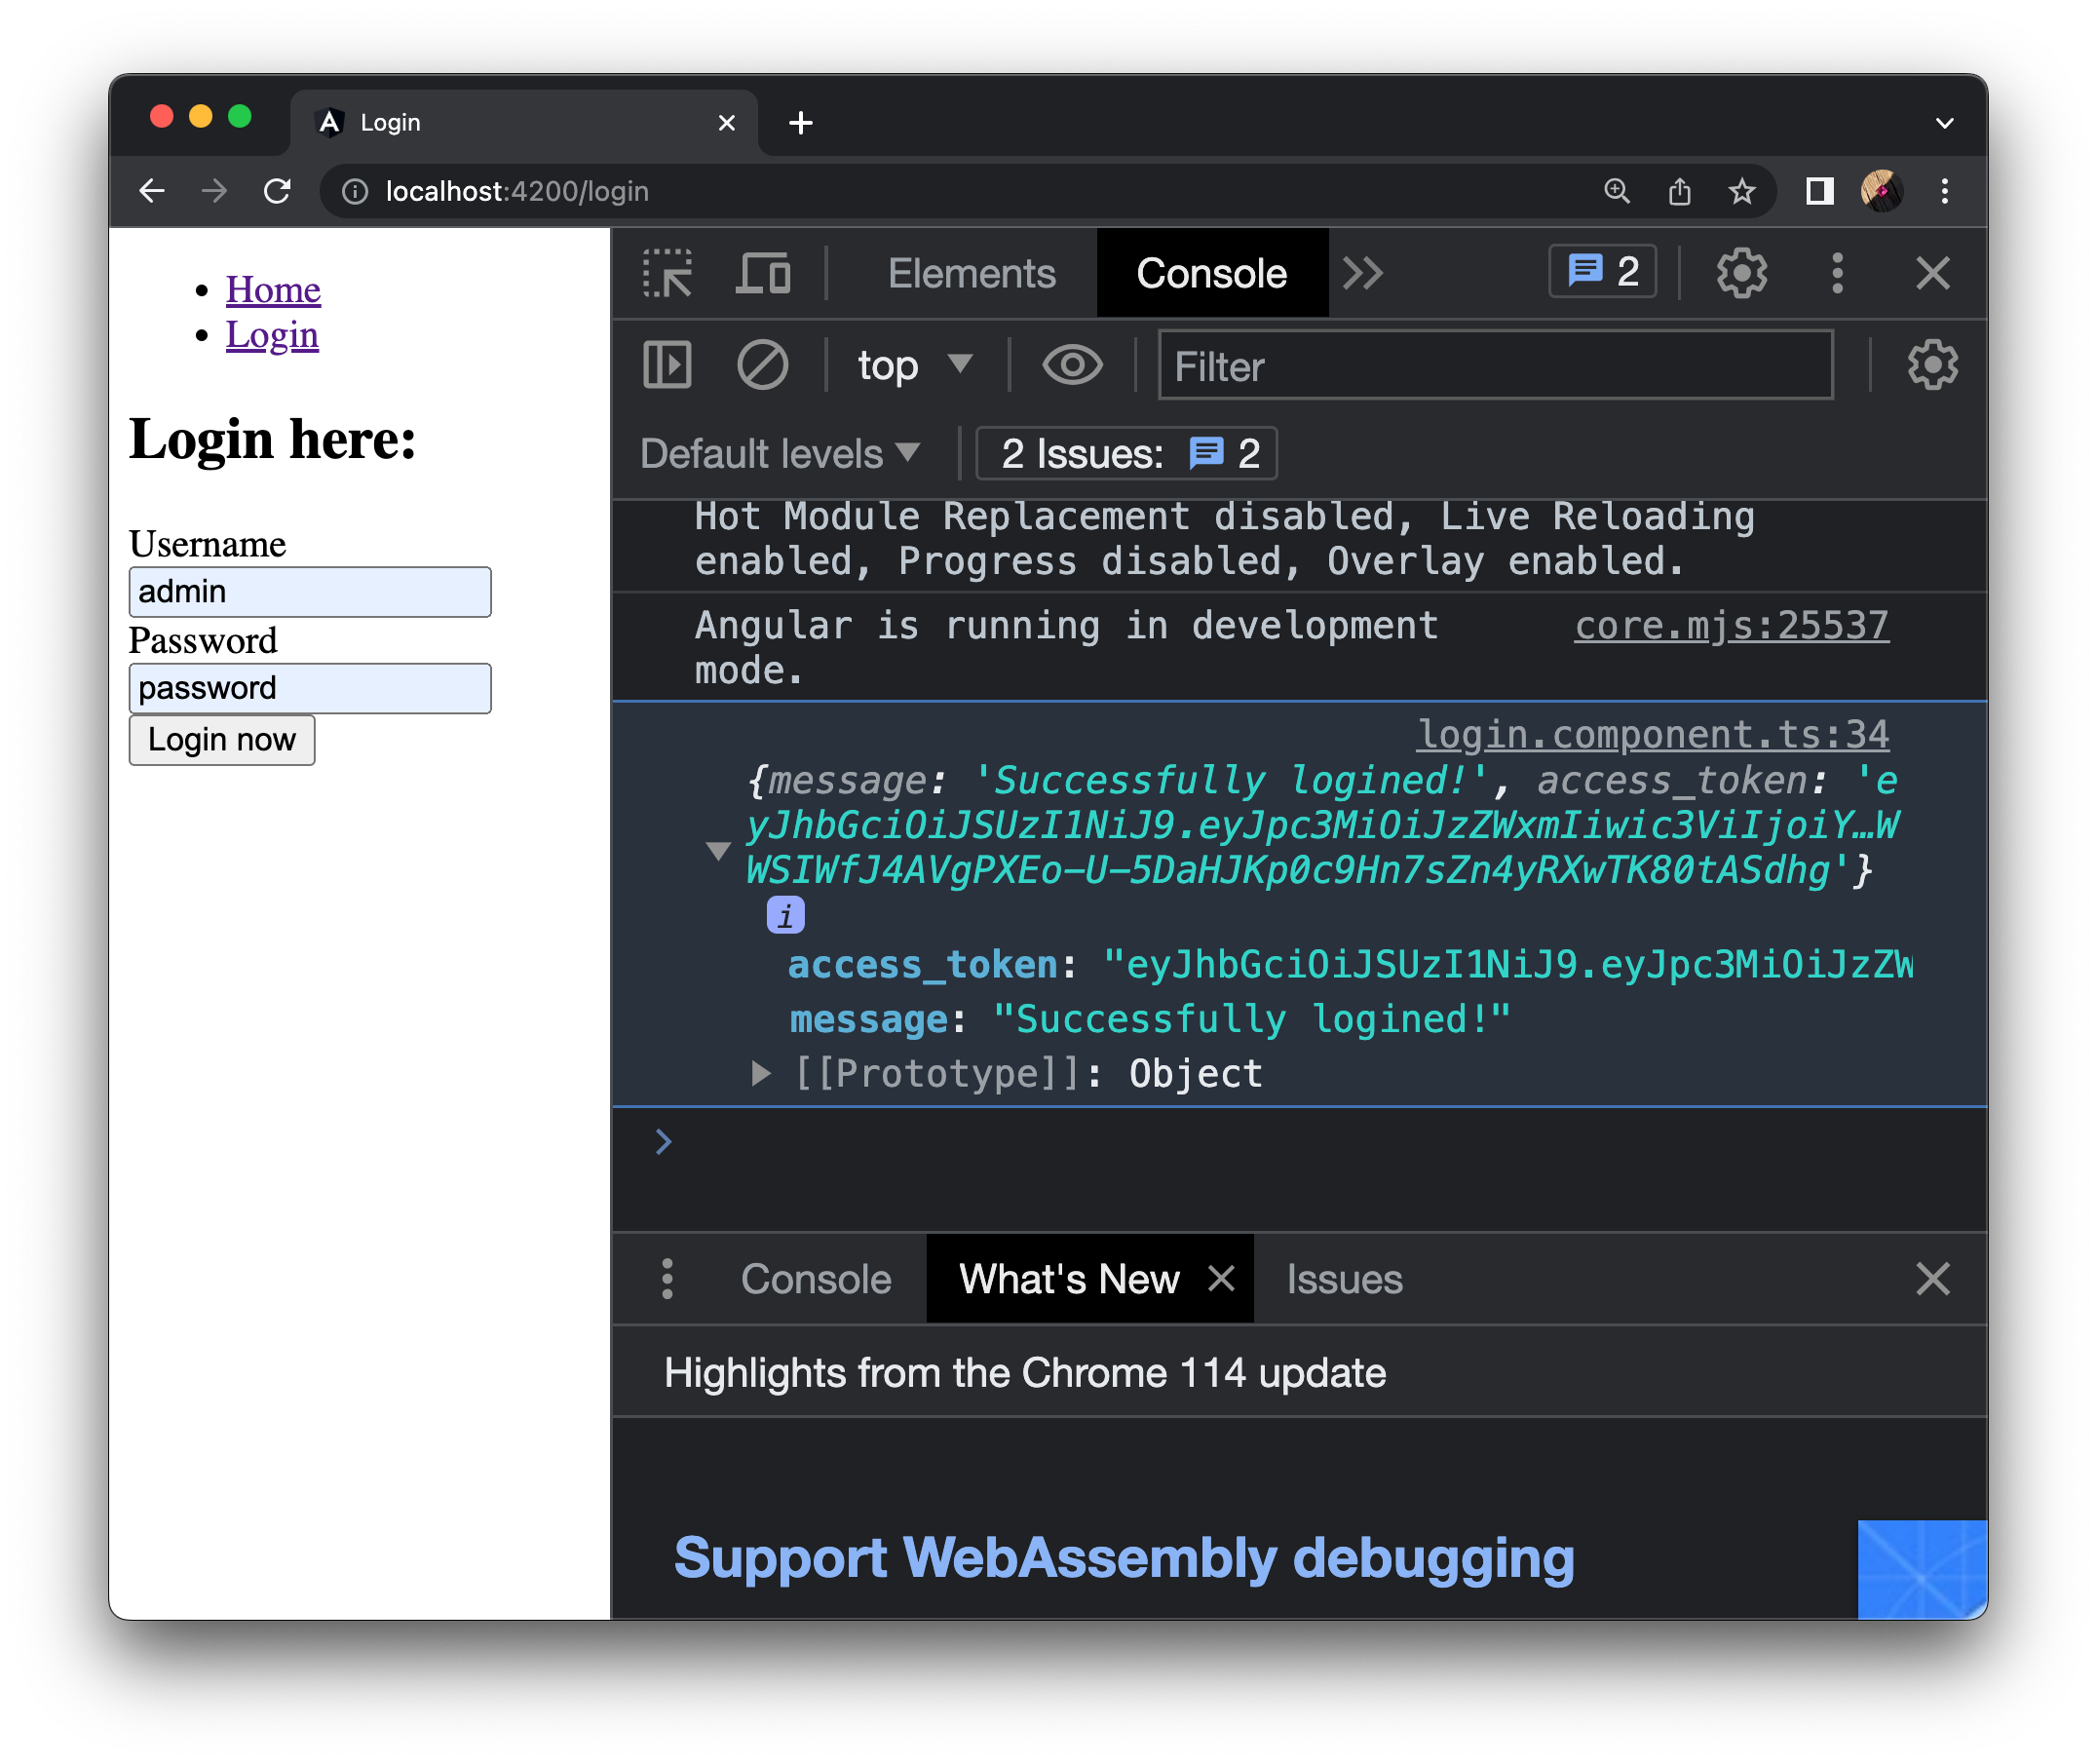 Login
localhost:4200/login
Home
Login
Login here:
Username
admin
Password
password
Login now
Elements
Console
2
top
Filter
Default levels
2 Issues:
2
Hot Module Replacement disabled, Live Reloading
enabled, Progress disabled, Overlay enabled.
Angular is running in development
core.mjs:25537
mode.
login.component.ts:34
{message: 'Successfully logined!', access_token: 'e
yJhbGciOiJSUzI1NiJ9.eyJpc3MiOiJzZWxmIiwic3ViIjoiY…W
WSIWfJ4AVgPXEo-U-5DaHJKp0c9Hn7sZn4yRXwTK80tASdhg'}
i
access_token: "eyJhbGciOiJSUzI1NiJ9.eyJpc3MiOiJzZW
message: "Successfully logined!"
[[Prototype]]: Object
Console
What's New
Issues
Highlights from the Chrome 114 update
Support WebAssembly debugging